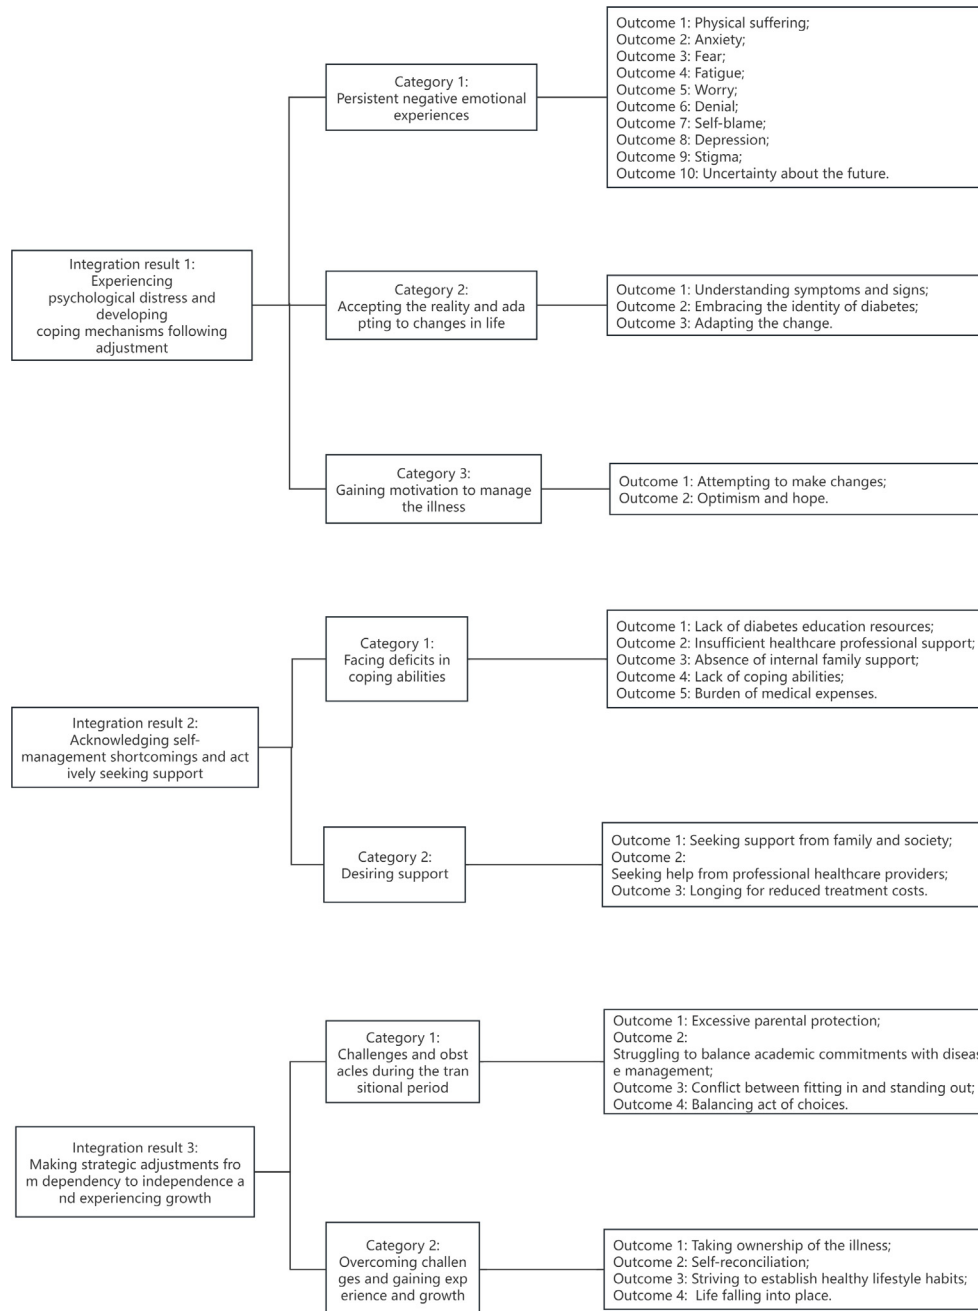 Outcome 1: Physical suffering;
Outcome 2: Anxiety;
Outcome 3: Fear;
Outcome 4: Fatigue;
Outcome 5: Worry;
Outcome 6: Denial;
Outcome 7: Self-blame;
Outcome 8: Depression;
Outcome 9: Stigma;
Outcome 10: Uncertainty about the future.
Category 1:
Persistent negative emotional
experiences
Integration result 1:
Experiencing
psychological distress and
developing
coping mechanisms following
adjustment
Category 2:
Accepting the reality and ada
pting to changes in life
Outcome 1: Understanding symptoms and signs;
Outcome 2: Embracing the identity of diabetes;
Outcome 3: Adapting the change.
Category 3:
Gaining motivation to manage
the illness
Outcome 1: Attempting to make changes;
Outcome 2: Optimism and hope.
Category 1:
Facing deficits in
coping abilities
Outcome 1: Lack of diabetes education resources;
Outcome 2: Insufficient healthcare professional support;
Outcome 3: Absence of internal family support;
Outcome 4: Lack of coping abilities;
Outcome 5: Burden of medical expenses.
Integration result 2:
Acknowledging self-
management shortcomings and act
ively seeking support
Category 2:
Desiring support
Outcome 1: Seeking support from family and society;
Outcome 2:
Seeking help from professional healthcare providers;
Outcome 3: Longing for reduced treatment costs.
Category 1:
Challenges and obst
acles during the tran
sitional period
Outcome 1: Excessive parental protection;
Outcome 2:
Struggling to balance academic commitments with diseas
e management;
Outcome 3: Conflict between fitting in and standing out;
Outcome 4: Balancing act of choices.
Integration result 3:
Making strategic adjustments fro
m dependency to independence a
nd experiencing growth
Category 2:
Overcoming challen
ges and gaining exp
erience and growth
Outcome 1: Taking ownership of the illness;
Outcome 2: Self-reconciliation;
Outcome 3: Striving to establish healthy lifestyle habits;
Outcome 4: Life falling into place.